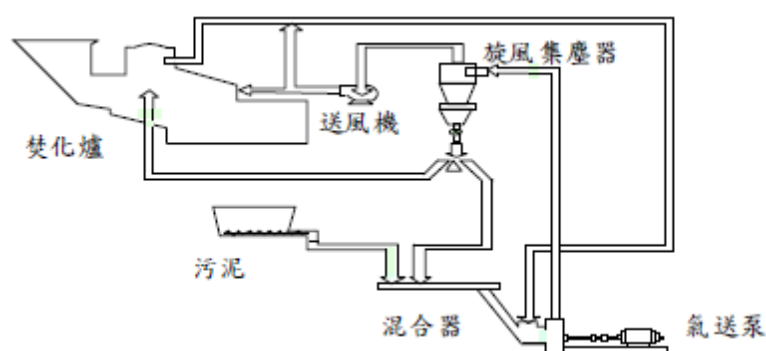 旋風集塵器
送風機
焚化爐
污泥
混合器
氣送泵